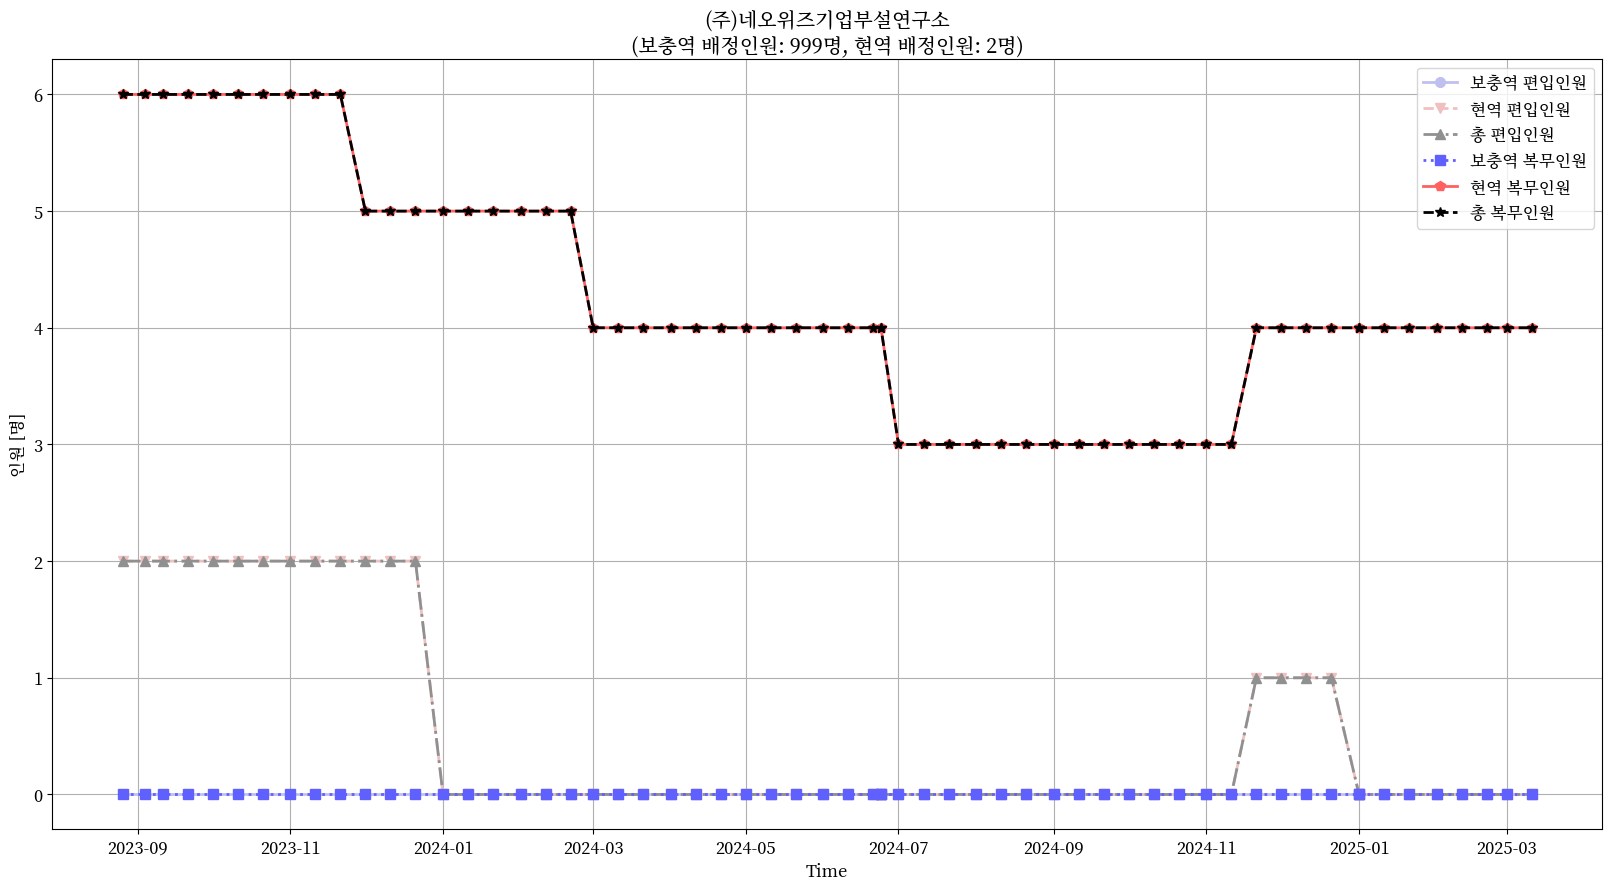 (주)네오위즈기업부설연구소
(보충역 배정인원: 999명, 현역 배정인원: 2명)
보충역 편입인원
현역 편입인원
총 편입인원
보충역 복무인원
현역 복무인원
총 복무인원
인원 [명]
6
5
4
3
2
1
0
2023-09
2023-11
2024-01
2024-03
2024-05
2024-07
2024-09
2024-11
2025-01
2025-03
Time